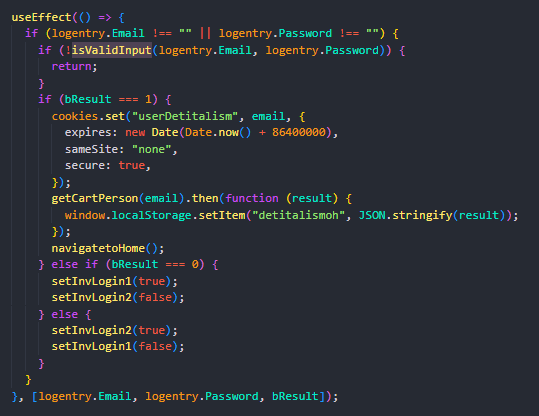 useEffect(() => {
  if (logentry.Email !== "" || logentry.Password !== "") {
    if (!isValidInput(logentry.Email, logentry.Password)) {
      return;
    }
    if (bResult === 1) {
      cookies.set("userDetitalism", email, {
        expires: new Date(Date.now() + 86400000),
        sameSite: "none",
        secure: true,
      });
      getCartPerson(email).then(function (result) {
        window.localStorage.setItem("detitalismoh", JSON.stringify(result));
      });
      navigatetoHome();
    } else if (bResult === 0) {
      setInvLogin1(true);
      setInvLogin2(false);
    } else {
      setInvLogin2(true);
      setInvLogin1(false);
    }
  }
}, [logentry.Email, logentry.Password, bResult]);